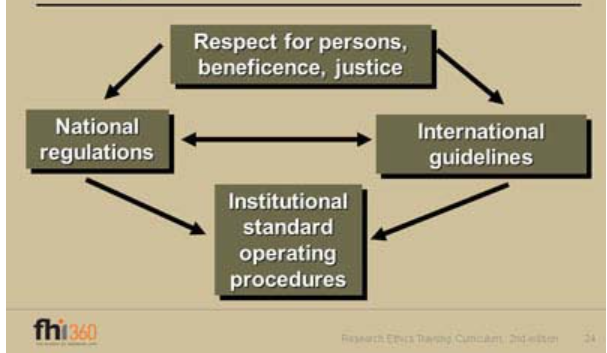 Respect for persons,
beneficence, justice
National
regulations
International
guidelines
Institutional
standard
operating
procedures
fhi360
Research Ethics Training Curriculum, 2nd edition 24